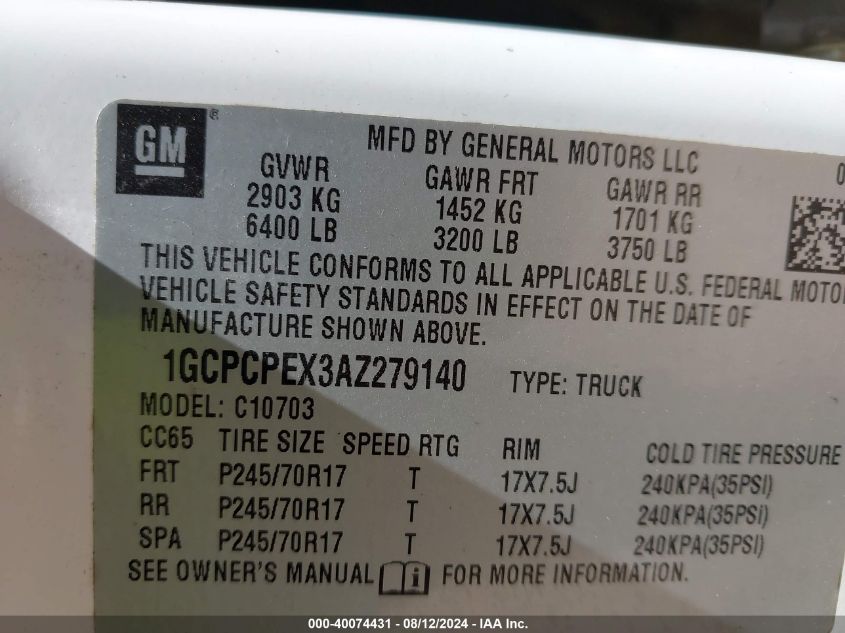 GM®
MFD BY GENERAL MOTORS LLC
GVWR GAWR FRT GAWR RR
2903 KG 1452 KG 1701 KG
6400 LB 3200 LB 3750 LB
THIS VEHICLE CONFORMS TO ALL APPLICABLE U.S. FEDERAL
VEHICLE SAFETY STANDARDS IN EFFECT ON THE DATE OF
MANUFACTURE SHOWN ABOVE.
1GCPCPEX3AZ279140 TYPE: TRUCK
MODEL: C10703
CC65 TIRE SIZE SPEED RTG RIM COLD TIRE PRESSURE
FRT P245/70R17 T 17X7.5J 240KPA(35PSI)
RR P245/70R17 T 17X7.5J 240KPA(35PSI)
SPA P245/70R17 T 17X7.5J 240KPA(35PSI)
SEE OWNER'S MANUAL i FOR MORE INFORMATION.
000-40074431 - 08/12/2024 - IAA Inc.